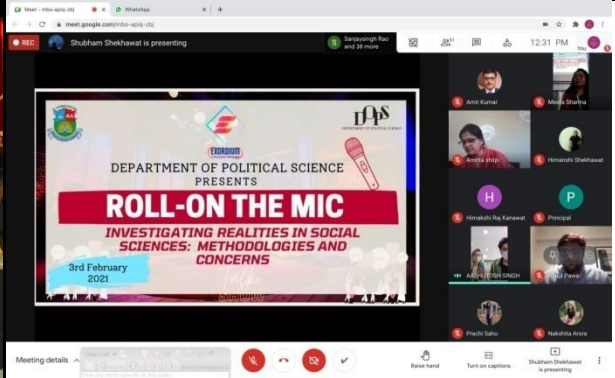 Meet - mbo-apiq-zbj
WhatsApp
meet.google.com/mbo-apiq-zbj
REC
Shubham Shekhawat is presenting
S
Sanjaysingh Rao
and 38 more
12:31 PM
You
EXORDIUM
DOPS
DEPARTMENT OF POLITICAL SCIENCE
DEPARTMENT OF POLITICAL SCIENCE
PRESENTS
ROLL-ON THE MIC
INVESTIGATING REALITIES IN SOCIAL
SCIENCES: METHODOLOGIES AND
CONCERNS
3rd February
2021
Amit Kumar
Meeta Sharma
Amrita shilpi
Himanshi Shekhawat
H
P
Himakshi Raj Kanawat
Principal
AASHUTOSH SINGH
Prachi Sahu
Nakshita Arora
Meeting details
Raise hand
Turn on captions
Shubham Shekhawat
is presenting